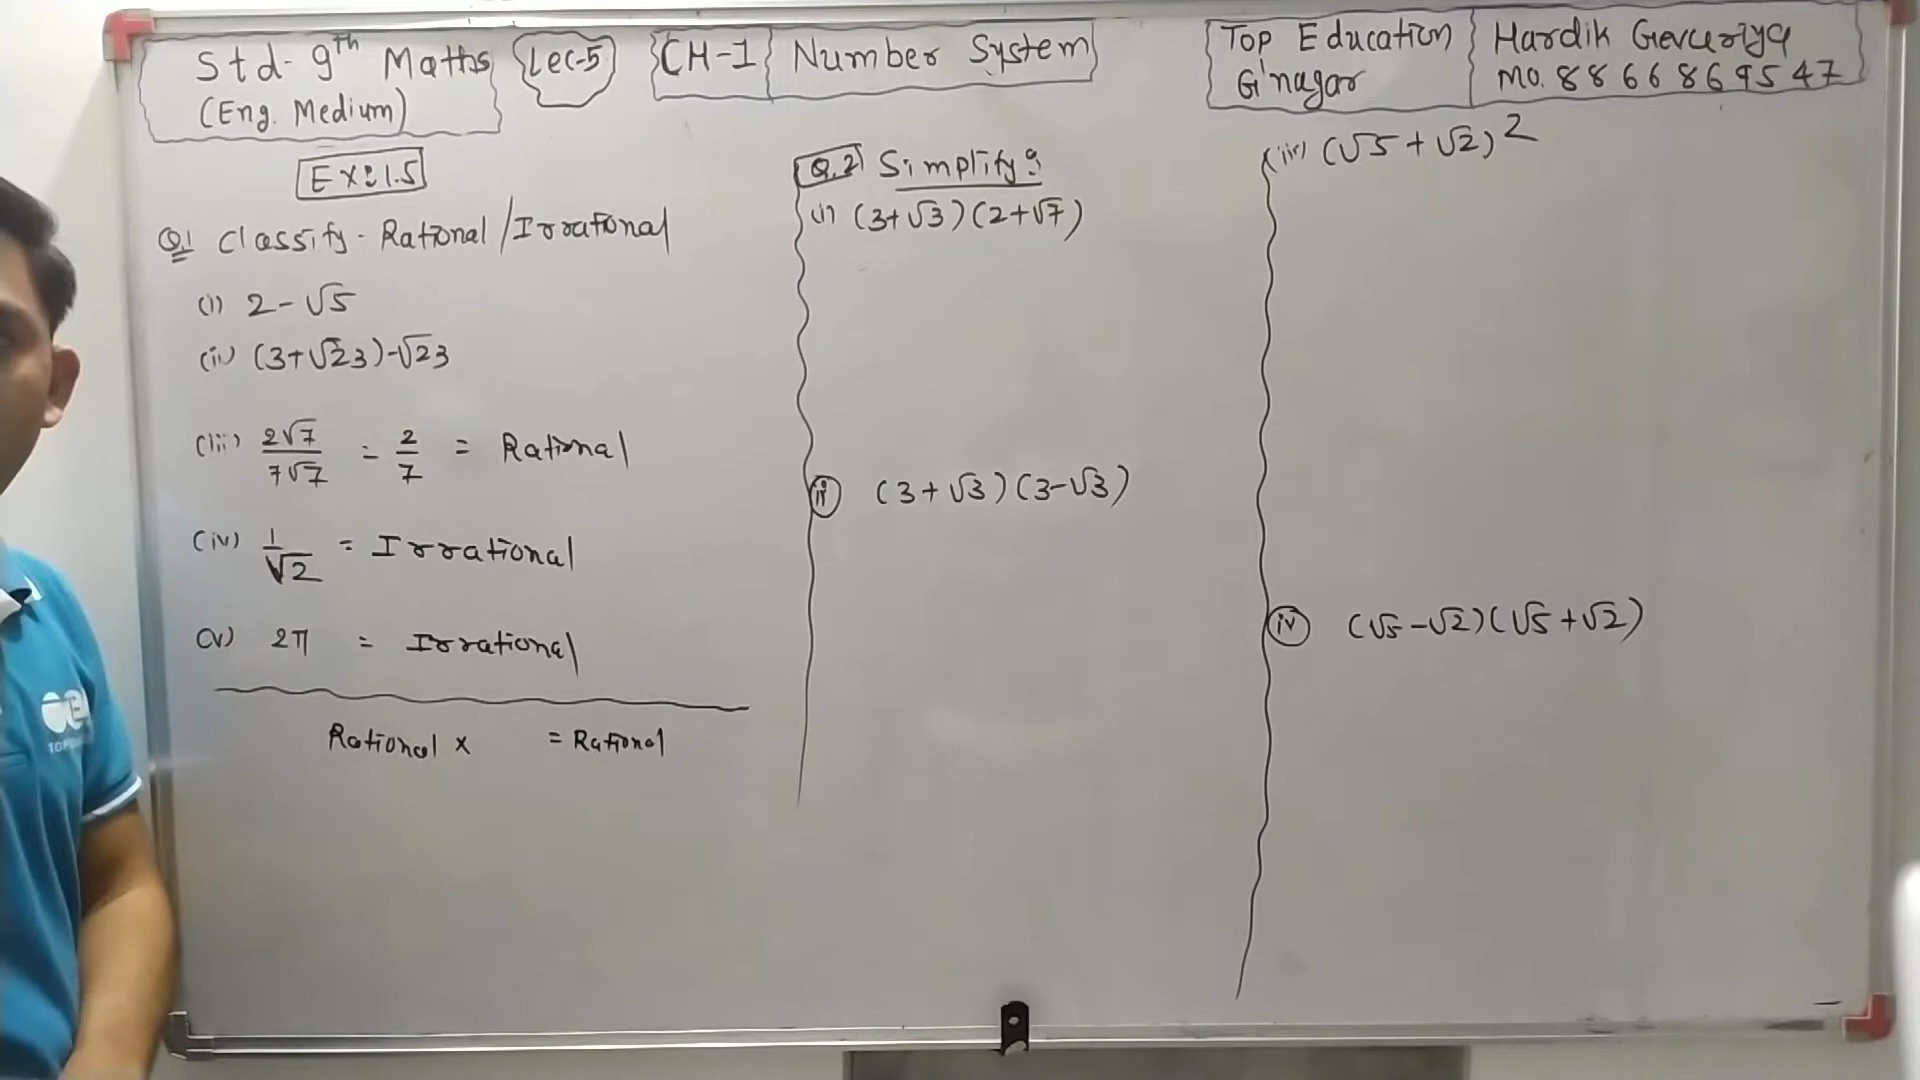 Std- 9th Maths
(Eng. Medium)
Lec-5
CH-1
Number System
Top Education
G'nagar
Hardik Gevariya
Mo. 8866869547
Ex: 1.5
Q.1 Classify - Rational / Irrational
(i) 2 - √5
(ii) (3+√23)-√23
(iii) 2√7 / 7√7 = 2/7 = Rational
(iv) 1/√2 = Irrational
(v) 2π = Irrational
Rational x = Rational
Q.2 Simplify:
(i) (3+√3)(2+√7)
(ii) (3+√3)(3-√3)
(iii) (√5+√2)²
(iv) (√5-√2)(√5+√2)